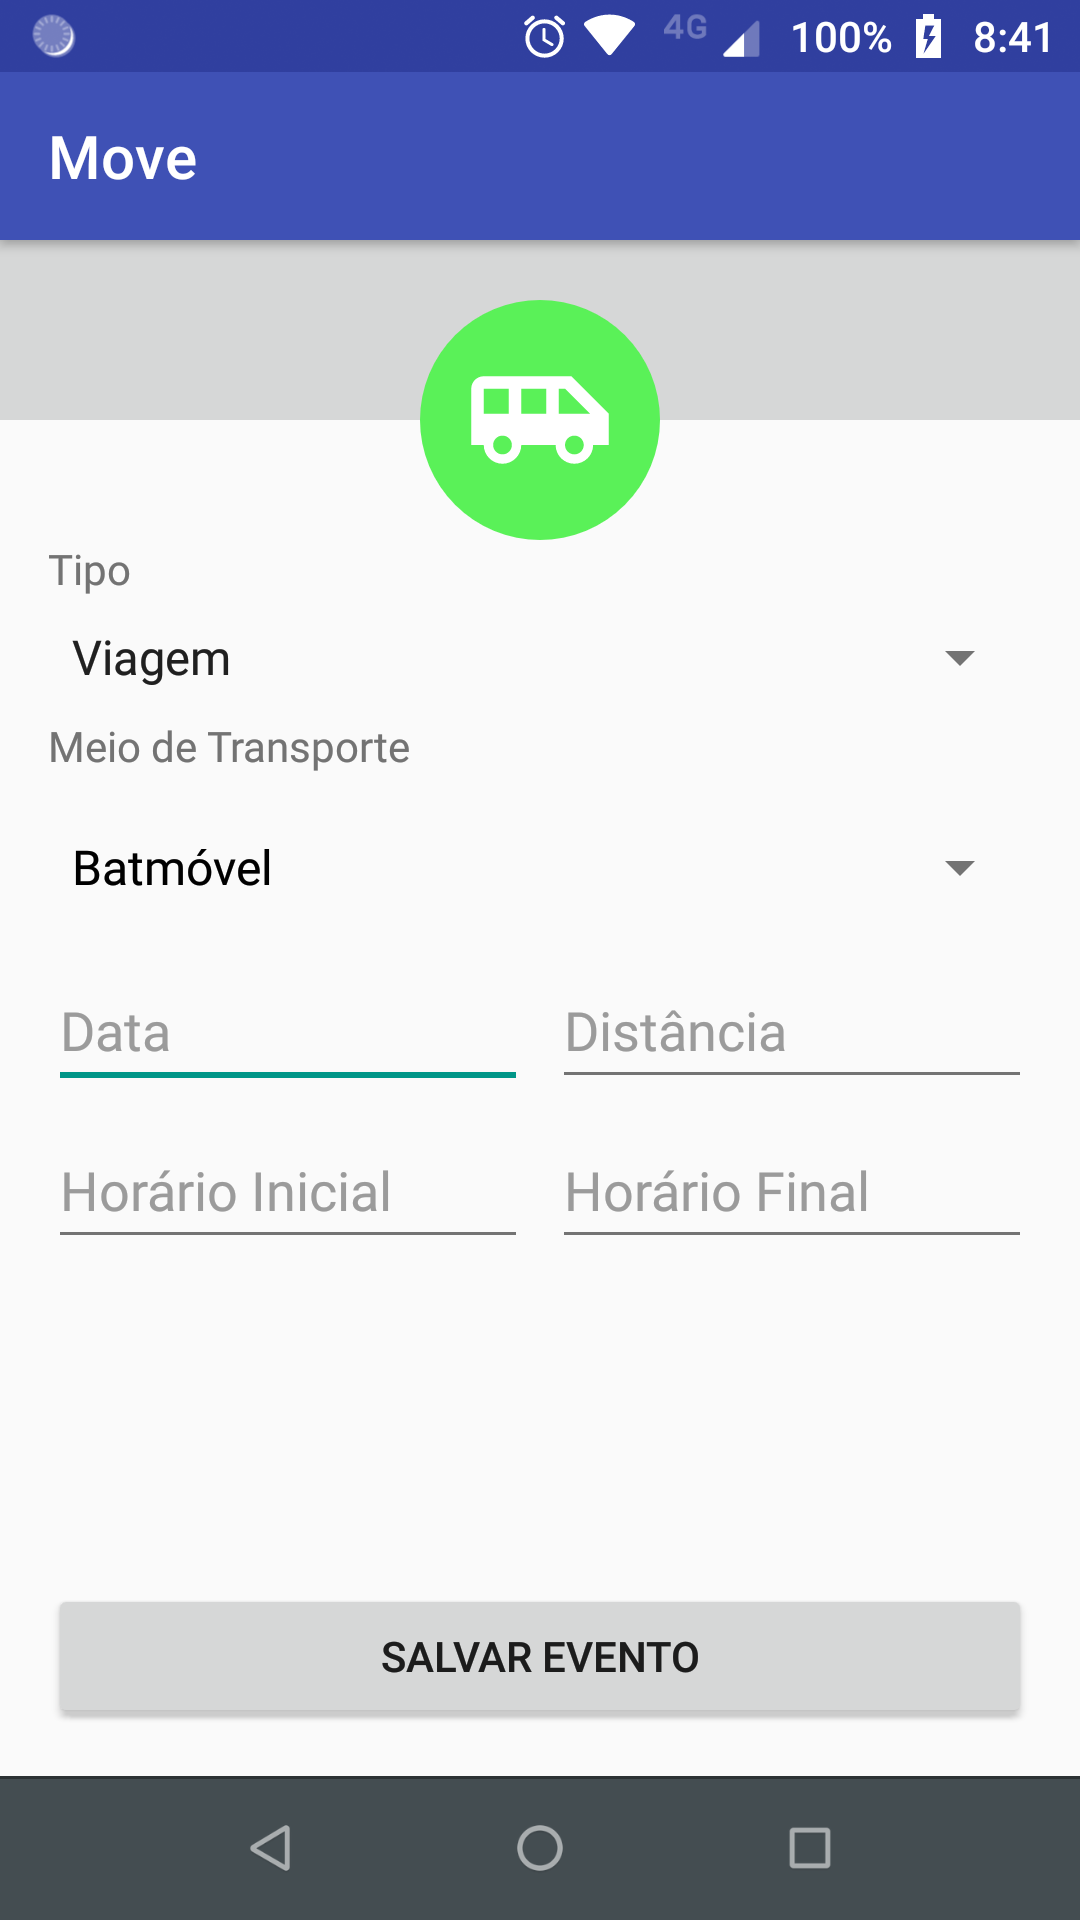 4G 100% 8:41
Move
Tipo
Viagem
Meio de Transporte
Batmóvel
Data Distância
Horário Inicial Horário Final
SALVAR EVENTO